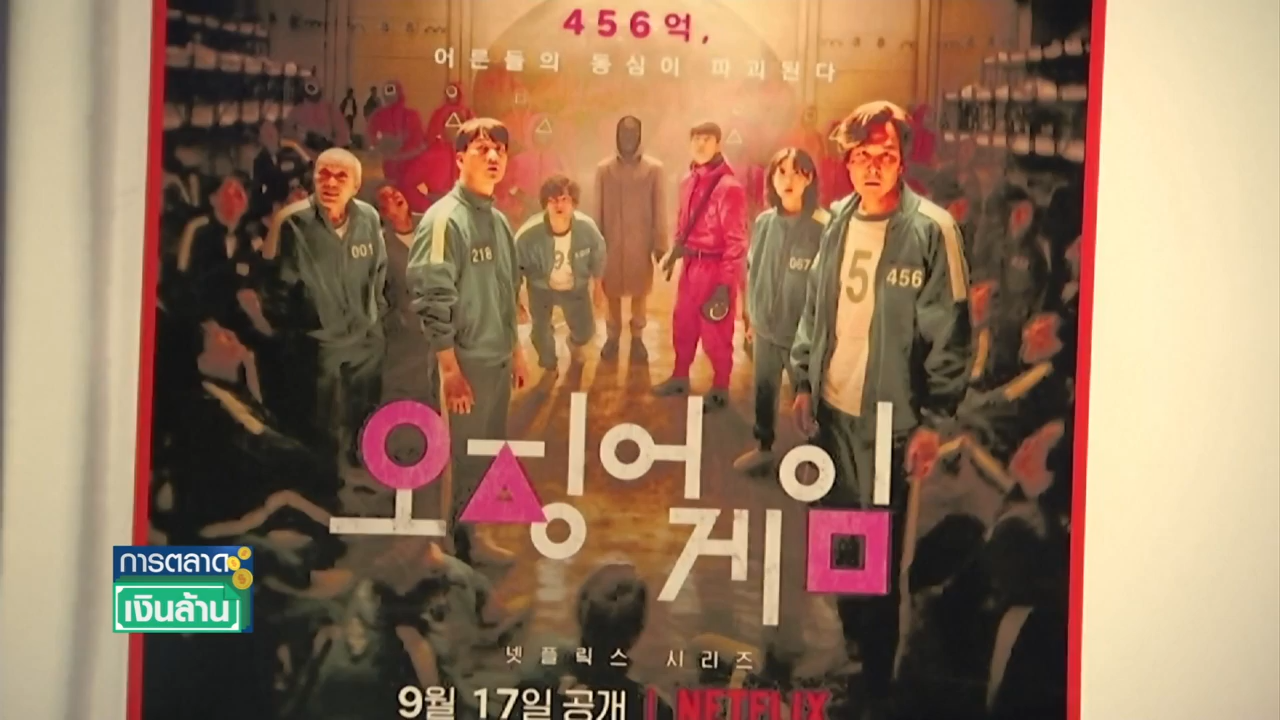 456억,
어른들의 동심이 파괴된다
001
218
067
5
456
오징어
게임
การตลาด
เงินล้าน
넷플릭스 시리즈
9월 17일 공개 | NETFLIX